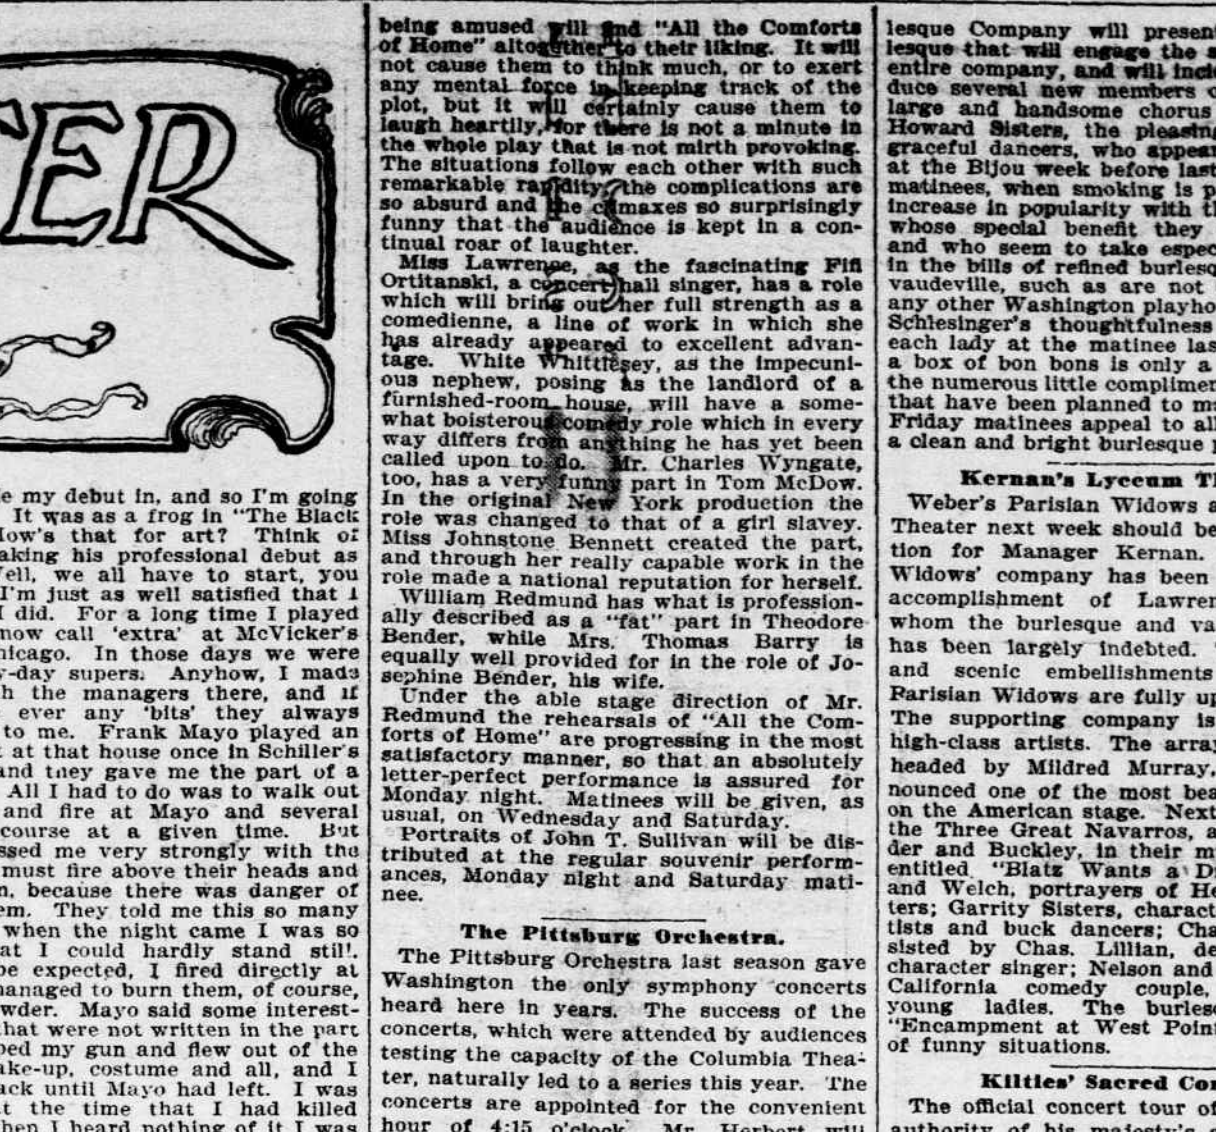 TER
e my debut in, and so I'm going
It was as a frog in "The Black
How's that for art? Think of
aking his professional debut as
ell, we all have to start, you
I'm just as well satisfied that I
I did. For a long time I played
now call 'extra' at McVicker's
hicago. In those days we were
y-day supers. Anyhow, I made
h the managers there, and if
ever any 'bits' they always
to me. Frank Mayo played an
t at that house once in Schiller's
and they gave me the part of a
All I had to do was to walk out
and fire at Mayo and several
course at a given time. But
ssed me very strongly with the
must fire above their heads and
n, because there was danger of
em. They told me this so many
when the night came I was so
at I could hardly stand still.
be expected, I fired directly at
managed to burn them, of course,
wder. Mayo said some interest-
that were not written in the part
ped my gun and flew out of the
ake-up, costume and all, and I
ack until Mayo had left. I was
t the time that I had killed
hen I heard nothing of it I was
being amused will find "All the Comforts
of Home" altogether to their liking. It will
not cause them to think much, or to exert
any mental force in keeping track of the
plot, but it will certainly cause them to
laugh heartily, for there is not a minute in
the whole play that is not mirth provoking.
The situations follow each other with such
remarkable rapidity, the complications are
so absurd and the climaxes so surprisingly
funny that the audience is kept in a con-
tinual roar of laughter.
Miss Lawrence, as the fascinating Fifi
Ortitanski, a concert hall singer, has a role
which will bring out her full strength as a
comedienne, a line of work in which she
has already appeared to excellent advan-
tage. White Whittlesey, as the impecuni-
ous nephew, posing as the landlord of a
furnished-room house, will have a some-
what boisterous comedy role which in every
way differs from anything he has yet been
called upon to do. Mr. Charles Wyngate,
too, has a very funny part in Tom McDow.
In the original New York production the
role was changed to that of a girl slavey.
Miss Johnstone Bennett created the part,
and through her really capable work in the
role made a national reputation for herself.
William Redmund has what is profession-
ally described as a "fat" part in Theodore
Bender, while Mrs. Thomas Barry is
equally well provided for in the role of Jo-
sephine Bender, his wife.
Under the able stage direction of Mr.
Redmund the rehearsals of "All the Com-
forts of Home" are progressing in the most
satisfactory manner, so that an absolutely
letter-perfect performance is assured for
Monday night. Matinees will be given, as
usual, on Wednesday and Saturday.
Portraits of John T. Sullivan will be dis-
tributed at the regular souvenir perform-
ances, Monday night and Saturday mati-
nee.
The Pittsburg Orchestra.
The Pittsburg Orchestra last season gave
Washington the only symphony concerts
heard here in years. The success of the
concerts, which were attended by audiences
testing the capacity of the Columbia Thea-
ter, naturally led to a series this year. The
concerts are appointed for the convenient
hour of 4:15 o'clock. Mr. Herbert will
lesque Company will present
lesque that will engage the s
entire company, and will incid
duce several new members o
large and handsome chorus
Howard Sisters, the pleasing
graceful dancers, who appear
at the Bijou week before last
matinees, when smoking is p
increase in popularity with th
whose special benefit they
and who seem to take espec
in the bills of refined burlesq
vaudeville, such as are not
any other Washington playho
Schlesinger's thoughtfulness
each lady at the matinee las
a box of bon bons is only a
the numerous little complimen
that have been planned to m
Friday matinees appeal to all
a clean and bright burlesque p
Kernan's Lyceum Th
Weber's Parisian Widows a
Theater next week should be
tion for Manager Kernan.
Widows' company has been
accomplishment of Lawren
whom the burlesque and va
has been largely indebted.
and scenic embellishments
Parisian Widows are fully up
The supporting company is
high-class artists. The array
headed by Mildred Murray,
nounced one of the most bea
on the American stage. Next
the Three Great Navarros, a
der and Buckley, in their m
entitled "Blatz Wants a D
and Welch, portrayers of He
ters; Garrity Sisters, charact
tists and buck dancers; Cha
sisted by Chas. Lillian, de
character singer; Nelson and
California comedy couple,
young ladies. The burlesq
"Encampment at West Point
of funny situations.
Kilties' Sacred Con
The official concert tour of
authority of his majesty's